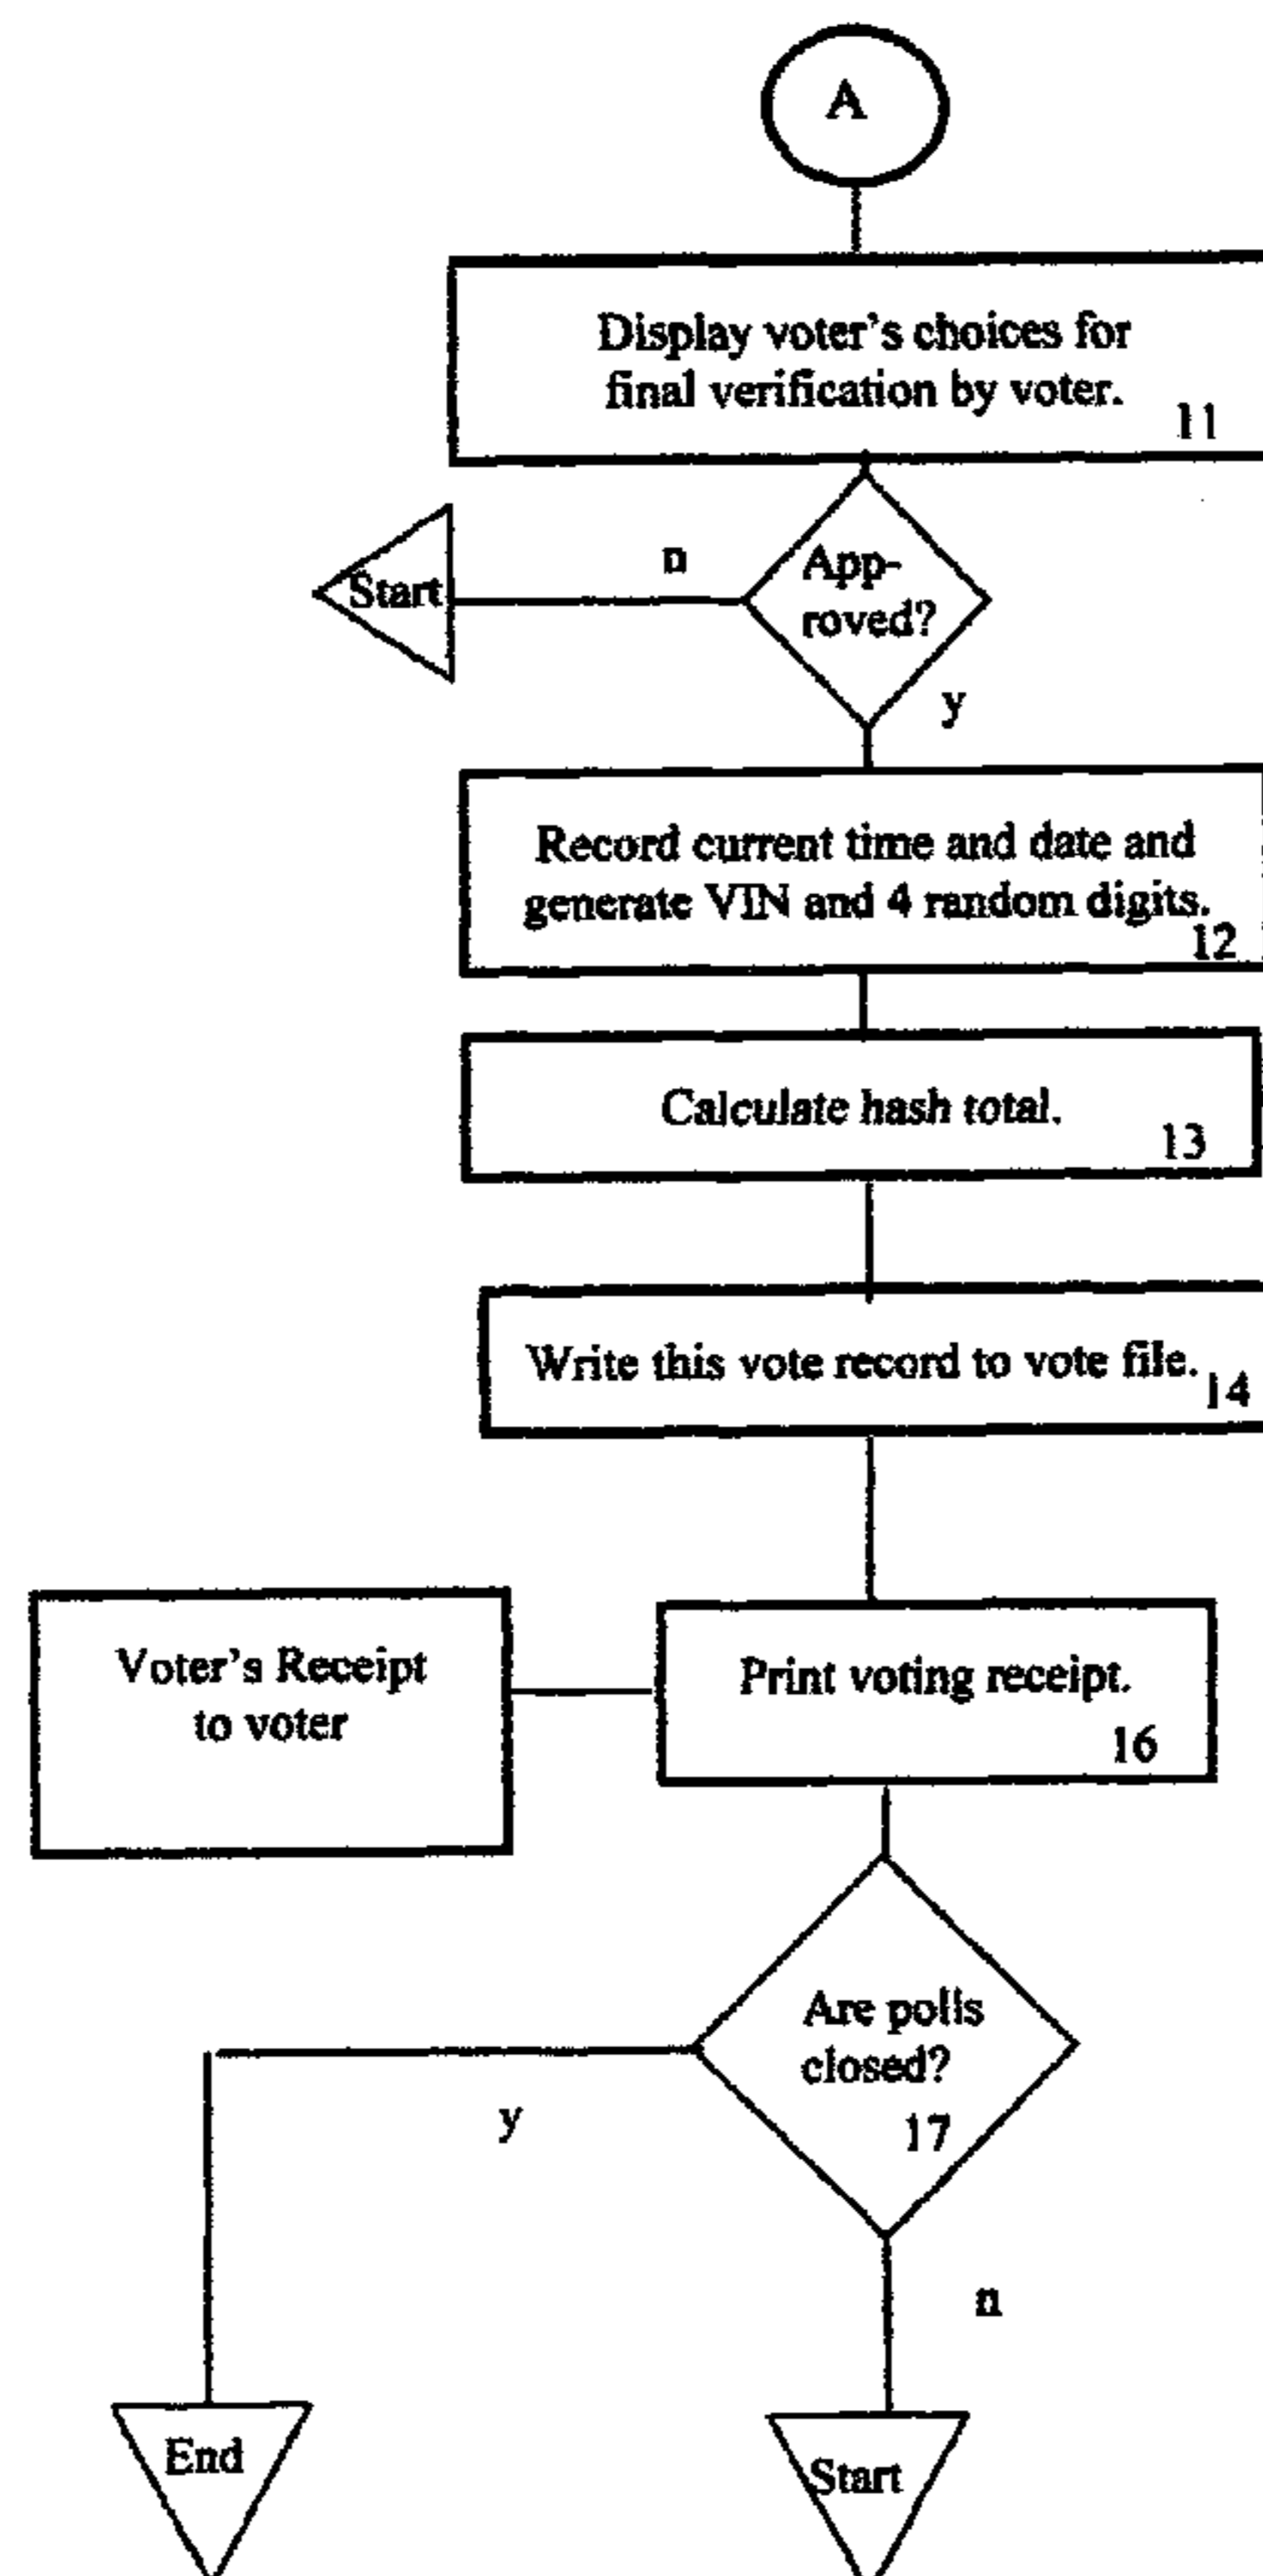 A
Display voter's choices for
final verification by voter.
11
n
App-
roved?
Start
y
Record current time and date and
generate VIN and 4 random digits.
12
Calculate hash total.
13
Write this vote record to vote file.
14
Voter's Receipt
to voter
Print voting receipt.
16
Are polls
closed?
17
y
n
End
Start